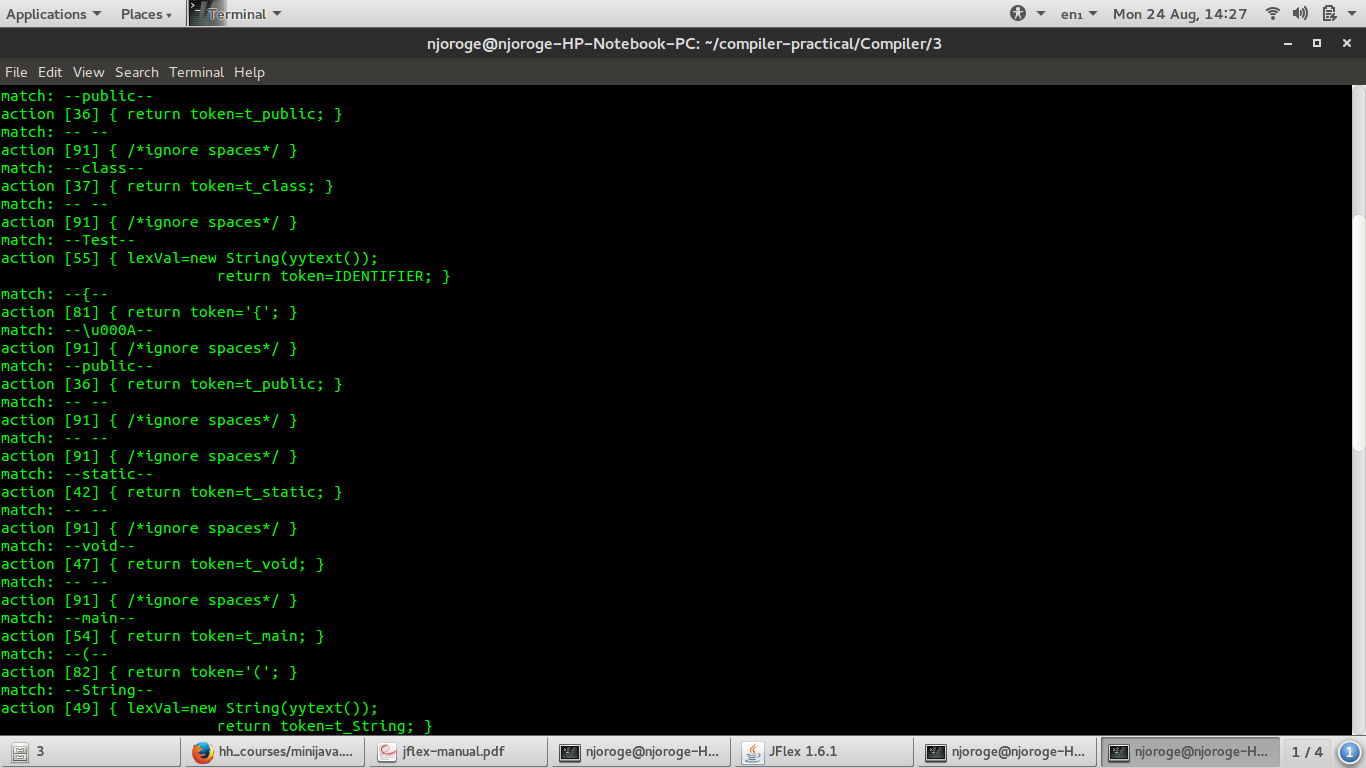 Applications Places Terminal en₁ Mon 24 Aug, 14:27
njoroge@njoroge-HP-Notebook-PC: ~/compiler-practical/Compiler/3
File Edit View Search Terminal Help
match: --public--
action [36] { return token=t_public; }
match: -- --
action [91] { /*ignore spaces*/ }
match: --class--
action [37] { return token=t_class; }
match: -- --
action [91] { /*ignore spaces*/ }
match: --Test--
action [55] { lexVal=new String(yytext());
                        return token=IDENTIFIER; }
match: --{--
action [81] { return token='{'; }
match: --\u000A--
action [91] { /*ignore spaces*/ }
match: --public--
action [36] { return token=t_public; }
match: -- --
action [91] { /*ignore spaces*/ }
match: -- --
action [91] { /*ignore spaces*/ }
match: --static--
action [42] { return token=t_static; }
match: -- --
action [91] { /*ignore spaces*/ }
match: --void--
action [47] { return token=t_void; }
match: -- --
action [91] { /*ignore spaces*/ }
match: --main--
action [54] { return token=t_main; }
match: --(--
action [82] { return token='('; }
match: --String--
action [49] { lexVal=new String(yytext());
                        return token=t_String; }
3 hh_courses/minijava.... jflex-manual.pdf njoroge@njoroge-H... JFlex 1.6.1 njoroge@njoroge-H... njoroge@njoroge-H... 1 / 4 1